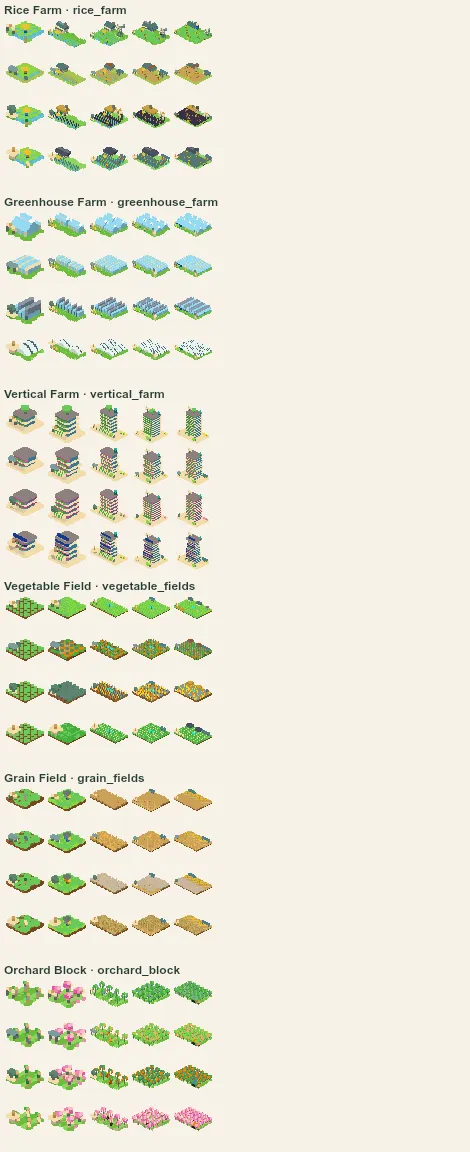 Rice Farm · rice_farm
Greenhouse Farm · greenhouse_farm
Vertical Farm · vertical_farm
Vegetable Field · vegetable_fields
Grain Field · grain_fields
Orchard Block · orchard_block